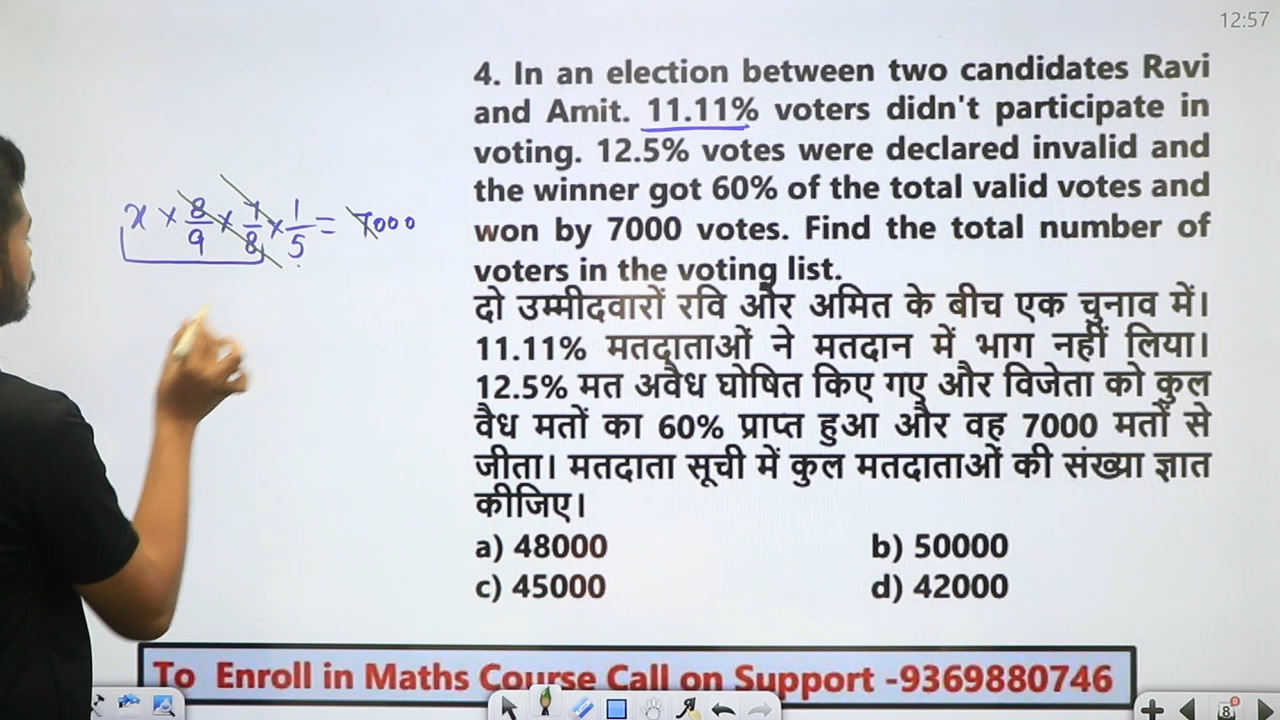 12:57
4. In an election between two candidates Ravi
and Amit. 11.11% voters didn't participate in
voting. 12.5% votes were declared invalid and
the winner got 60% of the total valid votes and
won by 7000 votes. Find the total number of
voters in the voting list.
दो उम्मीदवारों रवि और अमित के बीच एक चुनाव में।
11.11% मतदाताओं ने मतदान में भाग नहीं लिया।
12.5% मत अवैध घोषित किए गए और विजेता को कुल
वैध मतों का 60% प्राप्त हुआ और वह 7000 मतों से
जीता। मतदाता सूची में कुल मतदाताओं की संख्या ज्ञात
कीजिए।
a) 48000 b) 50000
c) 45000 d) 42000
x × 8/9 × 7/8 × 1/5 = 7000
To Enroll in Maths Course Call on Support -9369880746
8